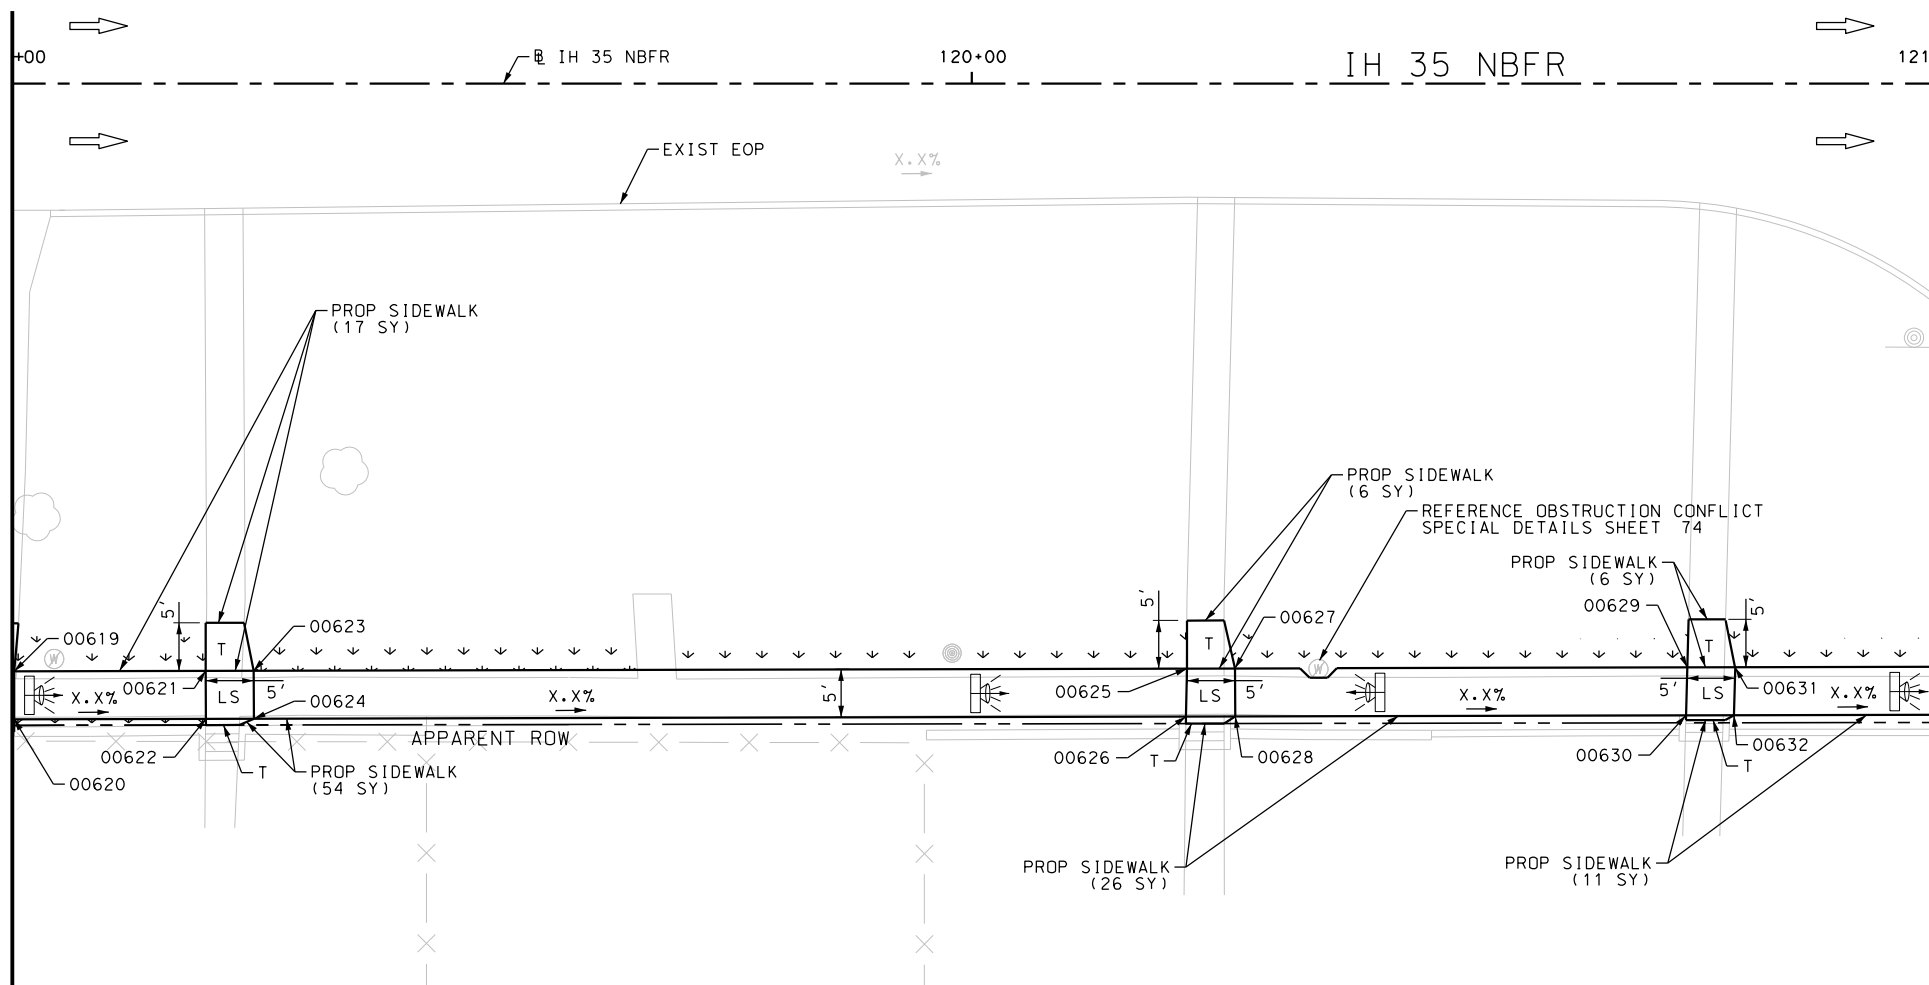 +00
BL IH 35 NBFR
120+00
IH 35 NBFR
121
EXIST EOP
X.X%
PROP SIDEWALK
(17 SY)
PROP SIDEWALK
(6 SY)
REFERENCE OBSTRUCTION CONFLICT
SPECIAL DETAILS SHEET 74
PROP SIDEWALK
(6 SY)
5'
5'
5'
00619
00623
00627
00629
T
T
T
W
W
00621
5'
00625
5'
5'
00631
X.X%
LS
X.X%
5'
LS
X.X%
LS
X.X%
00624
APPARENT ROW
00622
00620
T
PROP SIDEWALK
(54 SY)
00626
T
00628
00630
T
00632
PROP SIDEWALK
(26 SY)
PROP SIDEWALK
(11 SY)